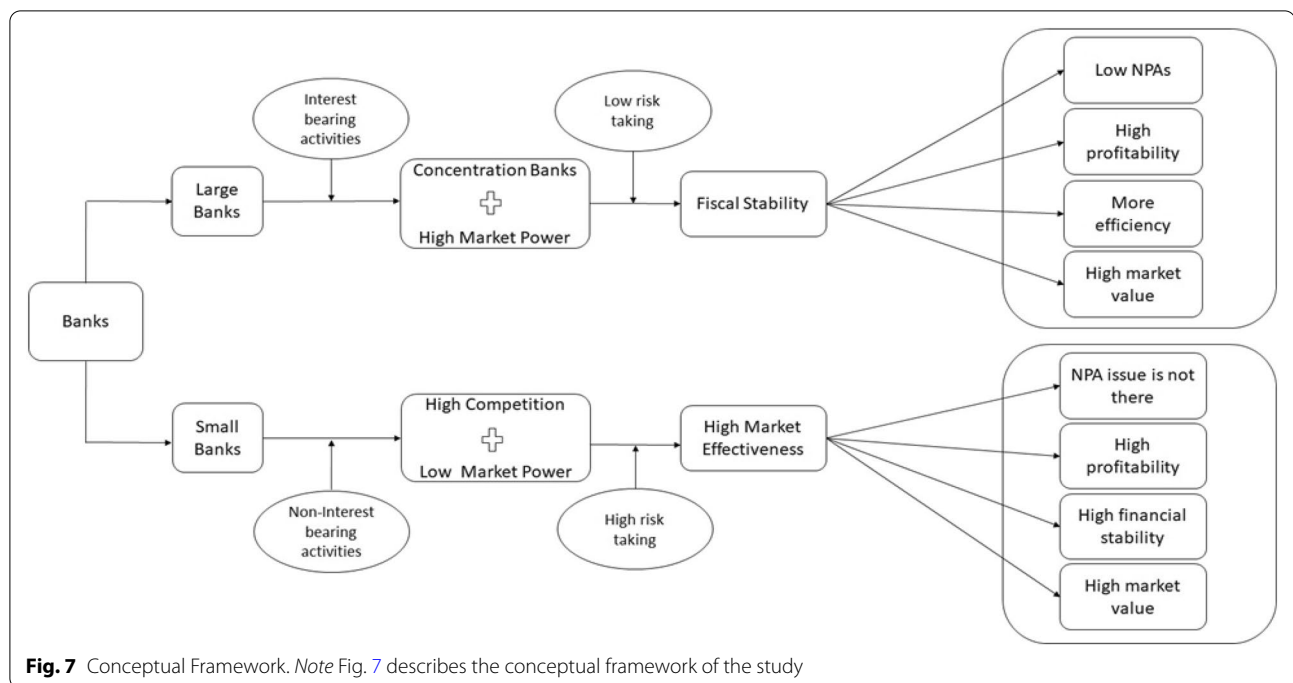 Banks
Large
Banks
Interest
bearing
activities
Concentration Banks
High Market Power
Low risk
taking
Fiscal Stability
Low NPAs
High
profitability
More
efficiency
High market
value
Small
Banks
Non-Interest
bearing
activities
High Competition
Low Market Power
High risk
taking
High Market
Effectiveness
NPA issue is not
there
High
profitability
High financial
stability
High market
value
Fig. 7 Conceptual Framework. Note Fig. 7 describes the conceptual framework of the study